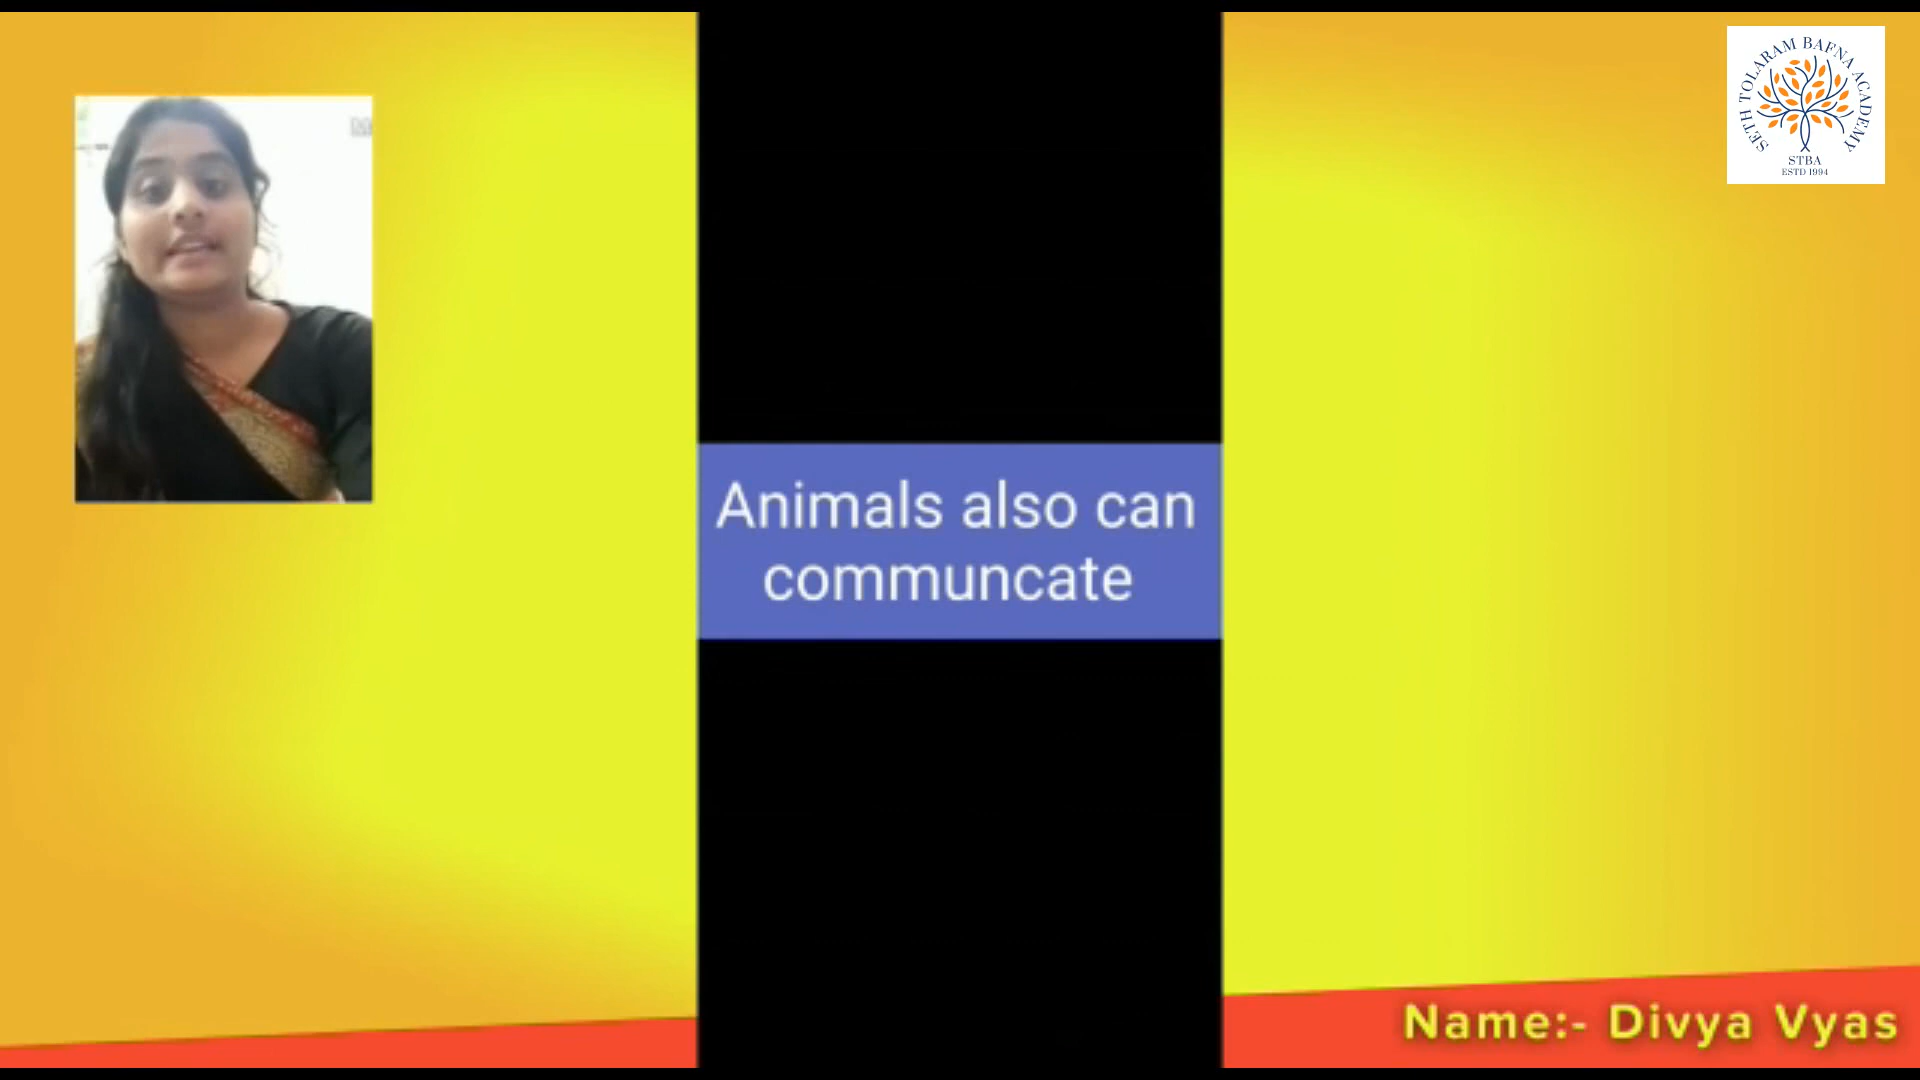 SETH TOLARAM BAFNA ACADEMY
STBA
ESTD 1994
Animals also can
communcate
Name:- Divya Vyas